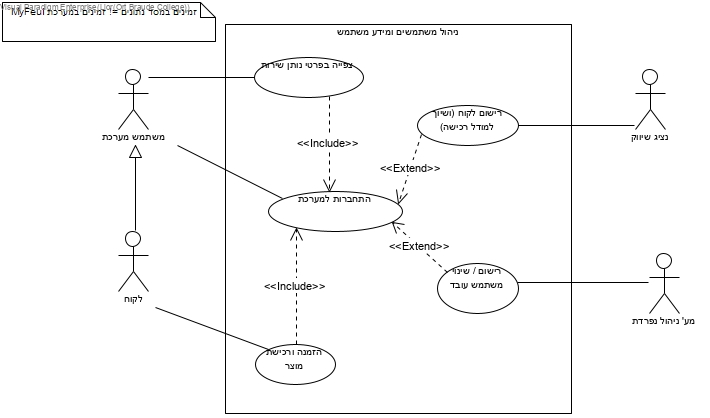 Visual Paradigm Enterprise(Lior(Ort Braude College))
זמינים במסד נתונים =! זמינים במערכת MyFeul
ניהול משתמשים ומידע משתמש
צפייה בפרטי נותן שירות
רישום לקוח (ושיוך
למודל רכישה)
משתמש מערכת
נציג שיווק
<<Include>>
<<Extend>>
התחברות למערכת
<<Extend>>
רישום / שינוי
משתמש עובד
<<Include>>
לקוח
מע' ניהול נפרדת
הזמנה ורכישת
מוצר